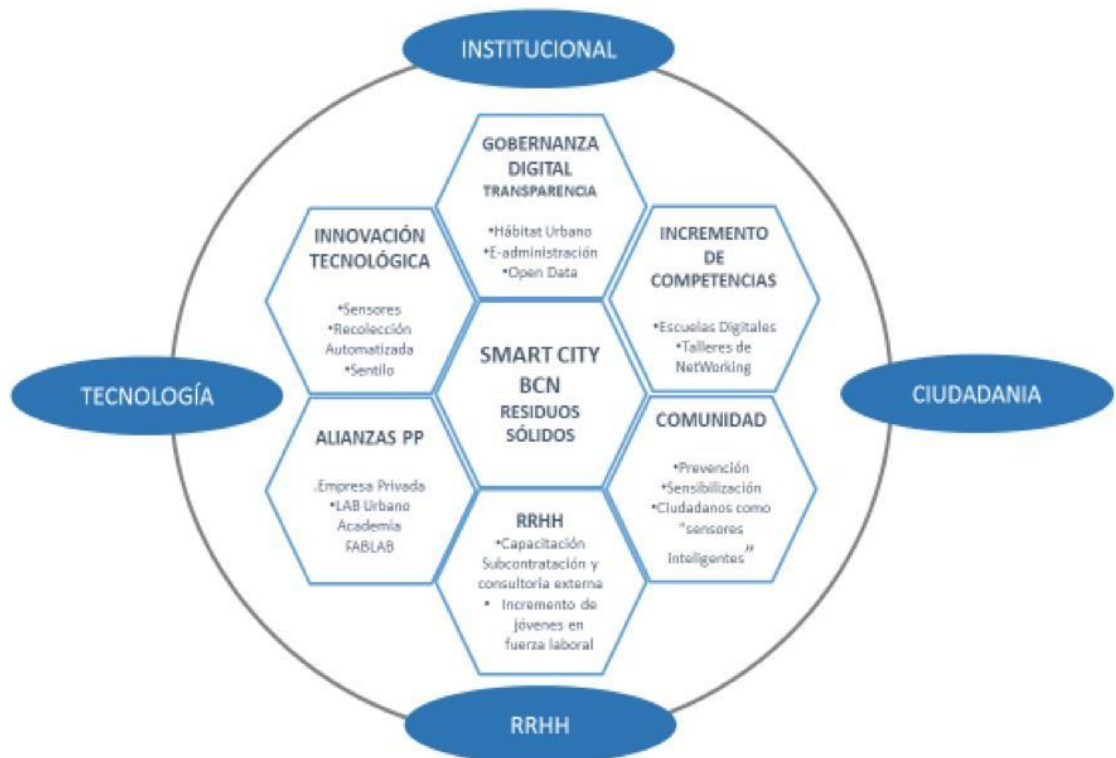 INSTITUCIONAL
GOBERNANZA
DIGITAL
TRANSPARENCIA
•Hábitat Urbano
•E-administración
•Open Data
INNOVACIÓN
TECNOLÓGICA
•Sensores
•Recolección
Automatizada
•Sentilo
INCREMENTO
DE
COMPETENCIAS
•Escuelas Digitales
•Talleres de
NetWorking
SMART CITY
BCN
RESIDUOS
SÓLIDOS
TECNOLOGÍA
CIUDADANIA
ALIANZAS PP
.Empresa Privada
•LAB Urbano
Academia
FABLAB
COMUNIDAD
•Prevención
•Sensibilización
•Ciudadanos como
"sensores
inteligentes”
RRHH
•Capacitación
Subcontratación y
consultoría externa
• Incremento de
jóvenes en
fuerza laboral
RRHH